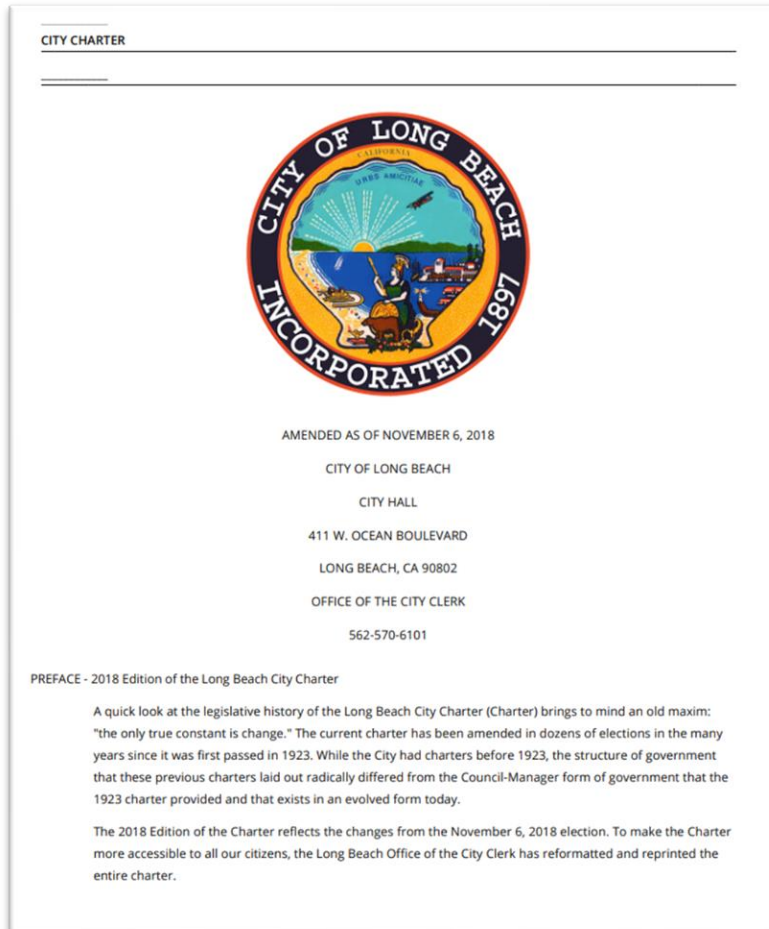 CITY CHARTER
CITY OF LONG BEACH
CALIFORNIA
URBS AMICITIAE
INCORPORATED 1897
AMENDED AS OF NOVEMBER 6, 2018
CITY OF LONG BEACH
CITY HALL
411 W. OCEAN BOULEVARD
LONG BEACH, CA 90802
OFFICE OF THE CITY CLERK
562-570-6101
PREFACE - 2018 Edition of the Long Beach City Charter
A quick look at the legislative history of the Long Beach City Charter (Charter) brings to mind an old maxim:
"the only true constant is change." The current charter has been amended in dozens of elections in the many
years since it was first passed in 1923. While the City had charters before 1923, the structure of government
that these previous charters laid out radically differed from the Council-Manager form of government that the
1923 charter provided and that exists in an evolved form today.
The 2018 Edition of the Charter reflects the changes from the November 6, 2018 election. To make the Charter
more accessible to all our citizens, the Long Beach Office of the City Clerk has reformatted and reprinted the
entire charter.